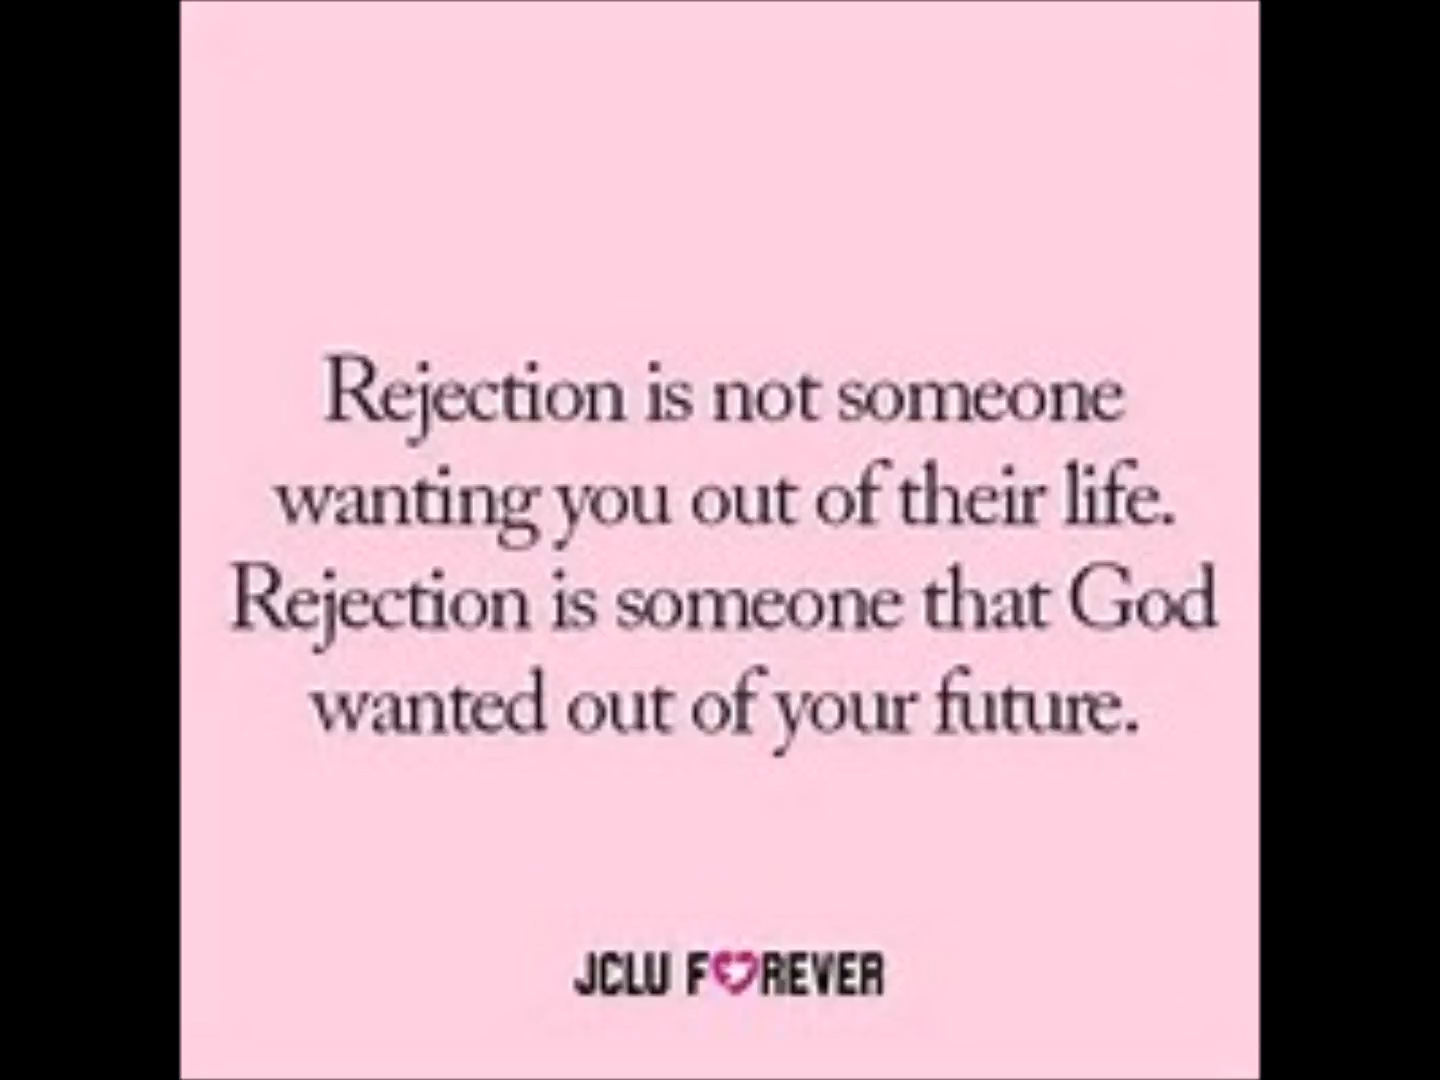 Rejection is not someone
wanting you out of their life.
Rejection is someone that God
wanted out of your future.
JCLU F♥REVER